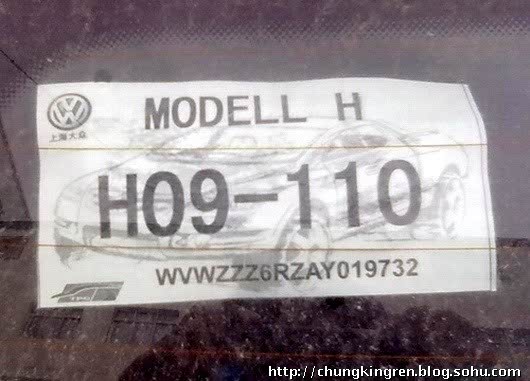 上海大众
MODELL H
H09-110
WVWZZZ6RZAY019732
http://chungkingren.blog.sohu.com